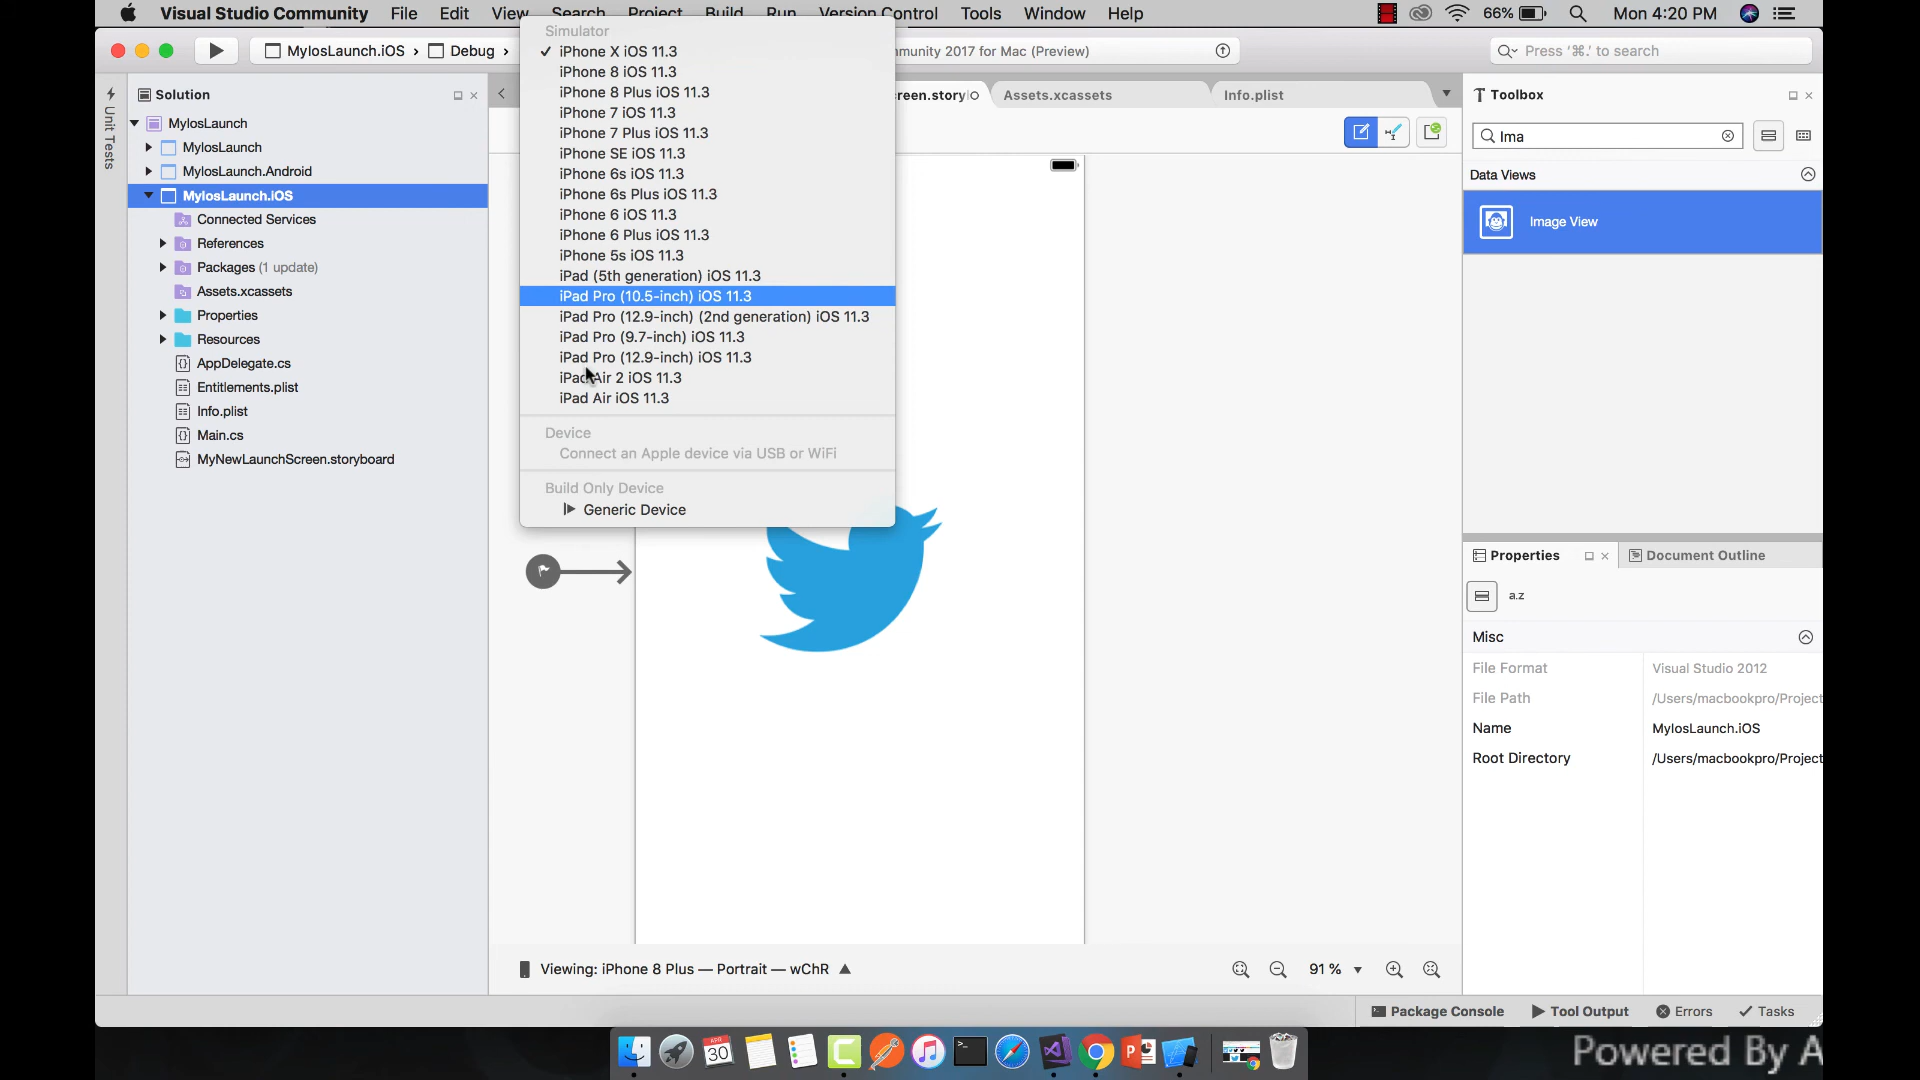 Visual Studio Community File Edit View Search Project Build Run Version Control Tools Window Help 66% Mon 4:20 PM
MyIosLaunch.iOS › Debug ›
munity 2017 for Mac (Preview)
Press '⌘.' to search
Unit Tests
Solution
MyIosLaunch
MyIosLaunch
MyIosLaunch.Android
MyIosLaunch.iOS
Connected Services
References
Packages (1 update)
Assets.xcassets
Properties
Resources
AppDelegate.cs
Entitlements.plist
Info.plist
Main.cs
MyNewLaunchScreen.storyboard
Simulator
✓ iPhone X iOS 11.3
iPhone 8 iOS 11.3
iPhone 8 Plus iOS 11.3
iPhone 7 iOS 11.3
iPhone 7 Plus iOS 11.3
iPhone SE iOS 11.3
iPhone 6s iOS 11.3
iPhone 6s Plus iOS 11.3
iPhone 6 iOS 11.3
iPhone 6 Plus iOS 11.3
iPhone 5s iOS 11.3
iPad (5th generation) iOS 11.3
iPad Pro (10.5-inch) iOS 11.3
iPad Pro (12.9-inch) (2nd generation) iOS 11.3
iPad Pro (9.7-inch) iOS 11.3
iPad Pro (12.9-inch) iOS 11.3
iPad Air 2 iOS 11.3
iPad Air iOS 11.3
Device
Connect an Apple device via USB or WiFi
Build Only Device
Generic Device
reen.story
Assets.xcassets
Info.plist
Viewing: iPhone 8 Plus — Portrait — wChR
91 %
Toolbox
Ima
Data Views
Image View
Properties
Document Outline
a.z
Misc
File Format Visual Studio 2012
File Path /Users/macbookpro/Project
Name MyIosLaunch.iOS
Root Directory /Users/macbookpro/Project
Package Console
Tool Output
Errors
Tasks
APR
30
Powered By A